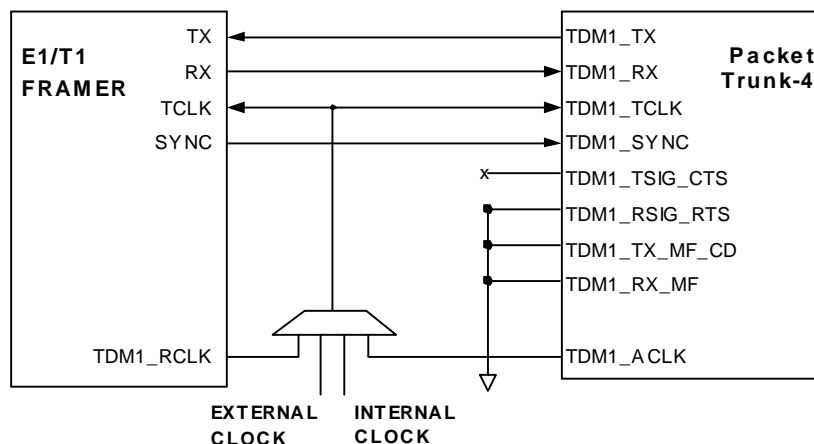 E1/T1
FRAMER
TX
RX
TCLK
SYNC
TDM1_RCLK
TDM1_TX
TDM1_RX
TDM1_TCLK
TDM1_SYNC
TDM1_TSIG_CTS
TDM1_RSIG_RTS
TDM1_TX_MF_CD
TDM1_RX_MF
TDM1_ACLK
Packet
Trunk-4
x
EXTERNAL
CLOCK
INTERNAL
CLOCK